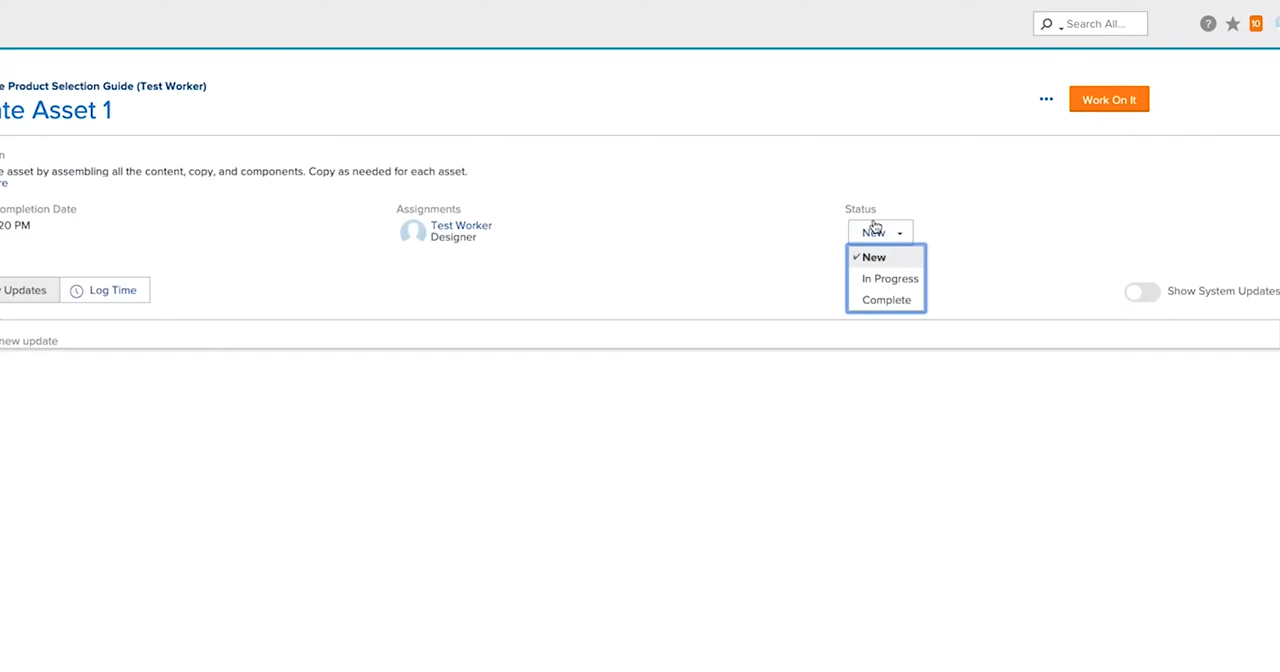 Search All...
?
10
e Product Selection Guide (Test Worker)
te Asset 1
Work On It
n
e asset by assembling all the content, copy, and components. Copy as needed for each asset.
re
ompletion Date
Assignments
Status
20 PM
Test Worker
Designer
New
✓ New
In Progress
Complete
Updates
Log Time
Show System Updates
new update